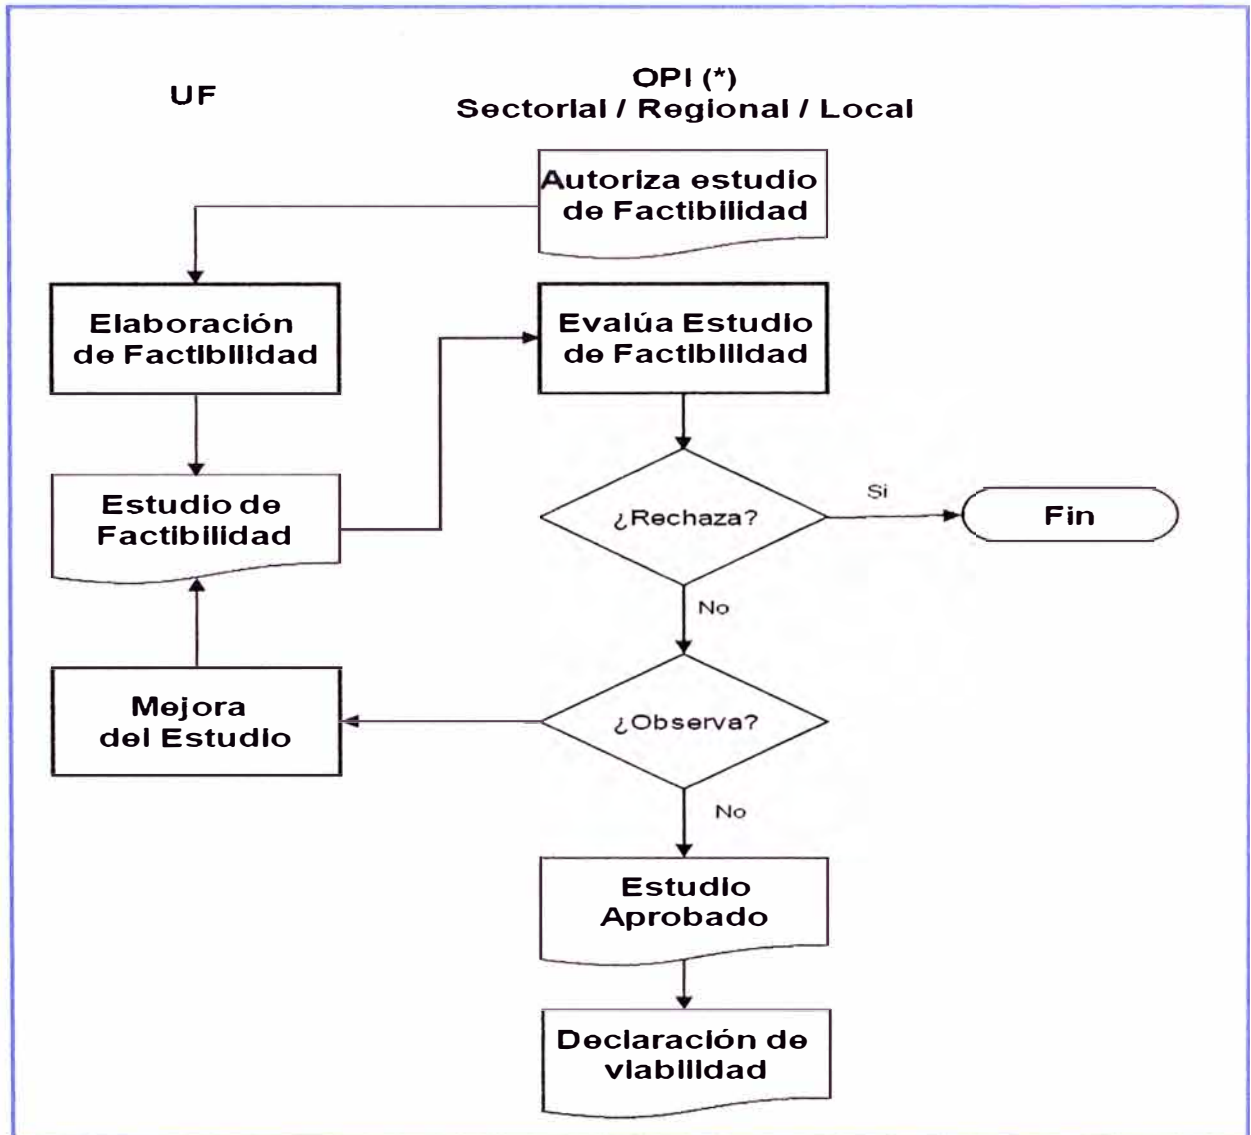 UF
OPI (*)
Sectorial / Regional / Local
Autoriza estudio
de Factibilidad
Elaboración
de Factibilidad
Evalúa Estudio
de Factibilidad
Estudio de
Factibilidad
¿Rechaza?
Si
Fin
No
Mejora
del Estudio
¿Observa?
No
Estudio
Aprobado
Declaración de
viabilidad